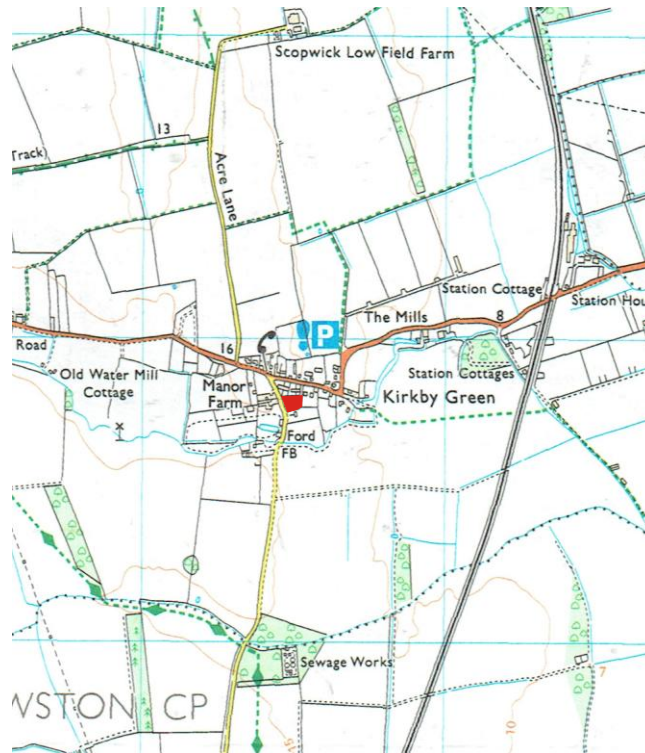 Scopwick Low Field Farm
13
Track)
Acre Lane
Station Cottage
P
The Mills
8
Station Hou
Road
16
Old Water Mill
Cottage
Manor
Farm
Station Cottages
Kirkby Green
Ford
FB
Sewage Works
7
WSTON CP
10
15